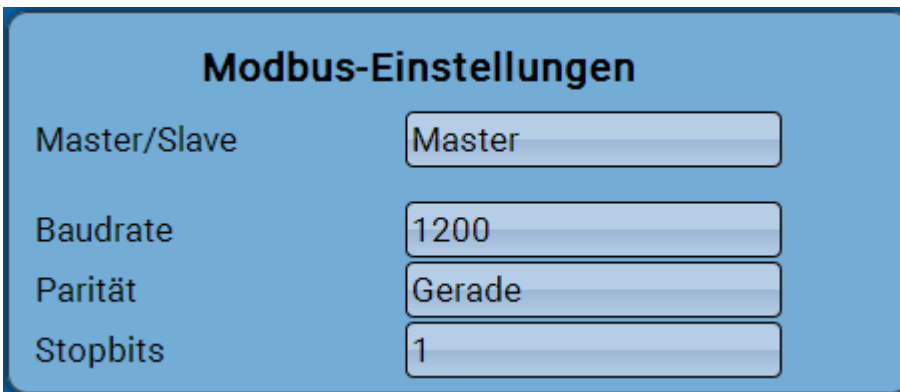 Modbus-Einstellungen
Master/Slave Master
Baudrate 1200
Parität Gerade
Stopbits 1